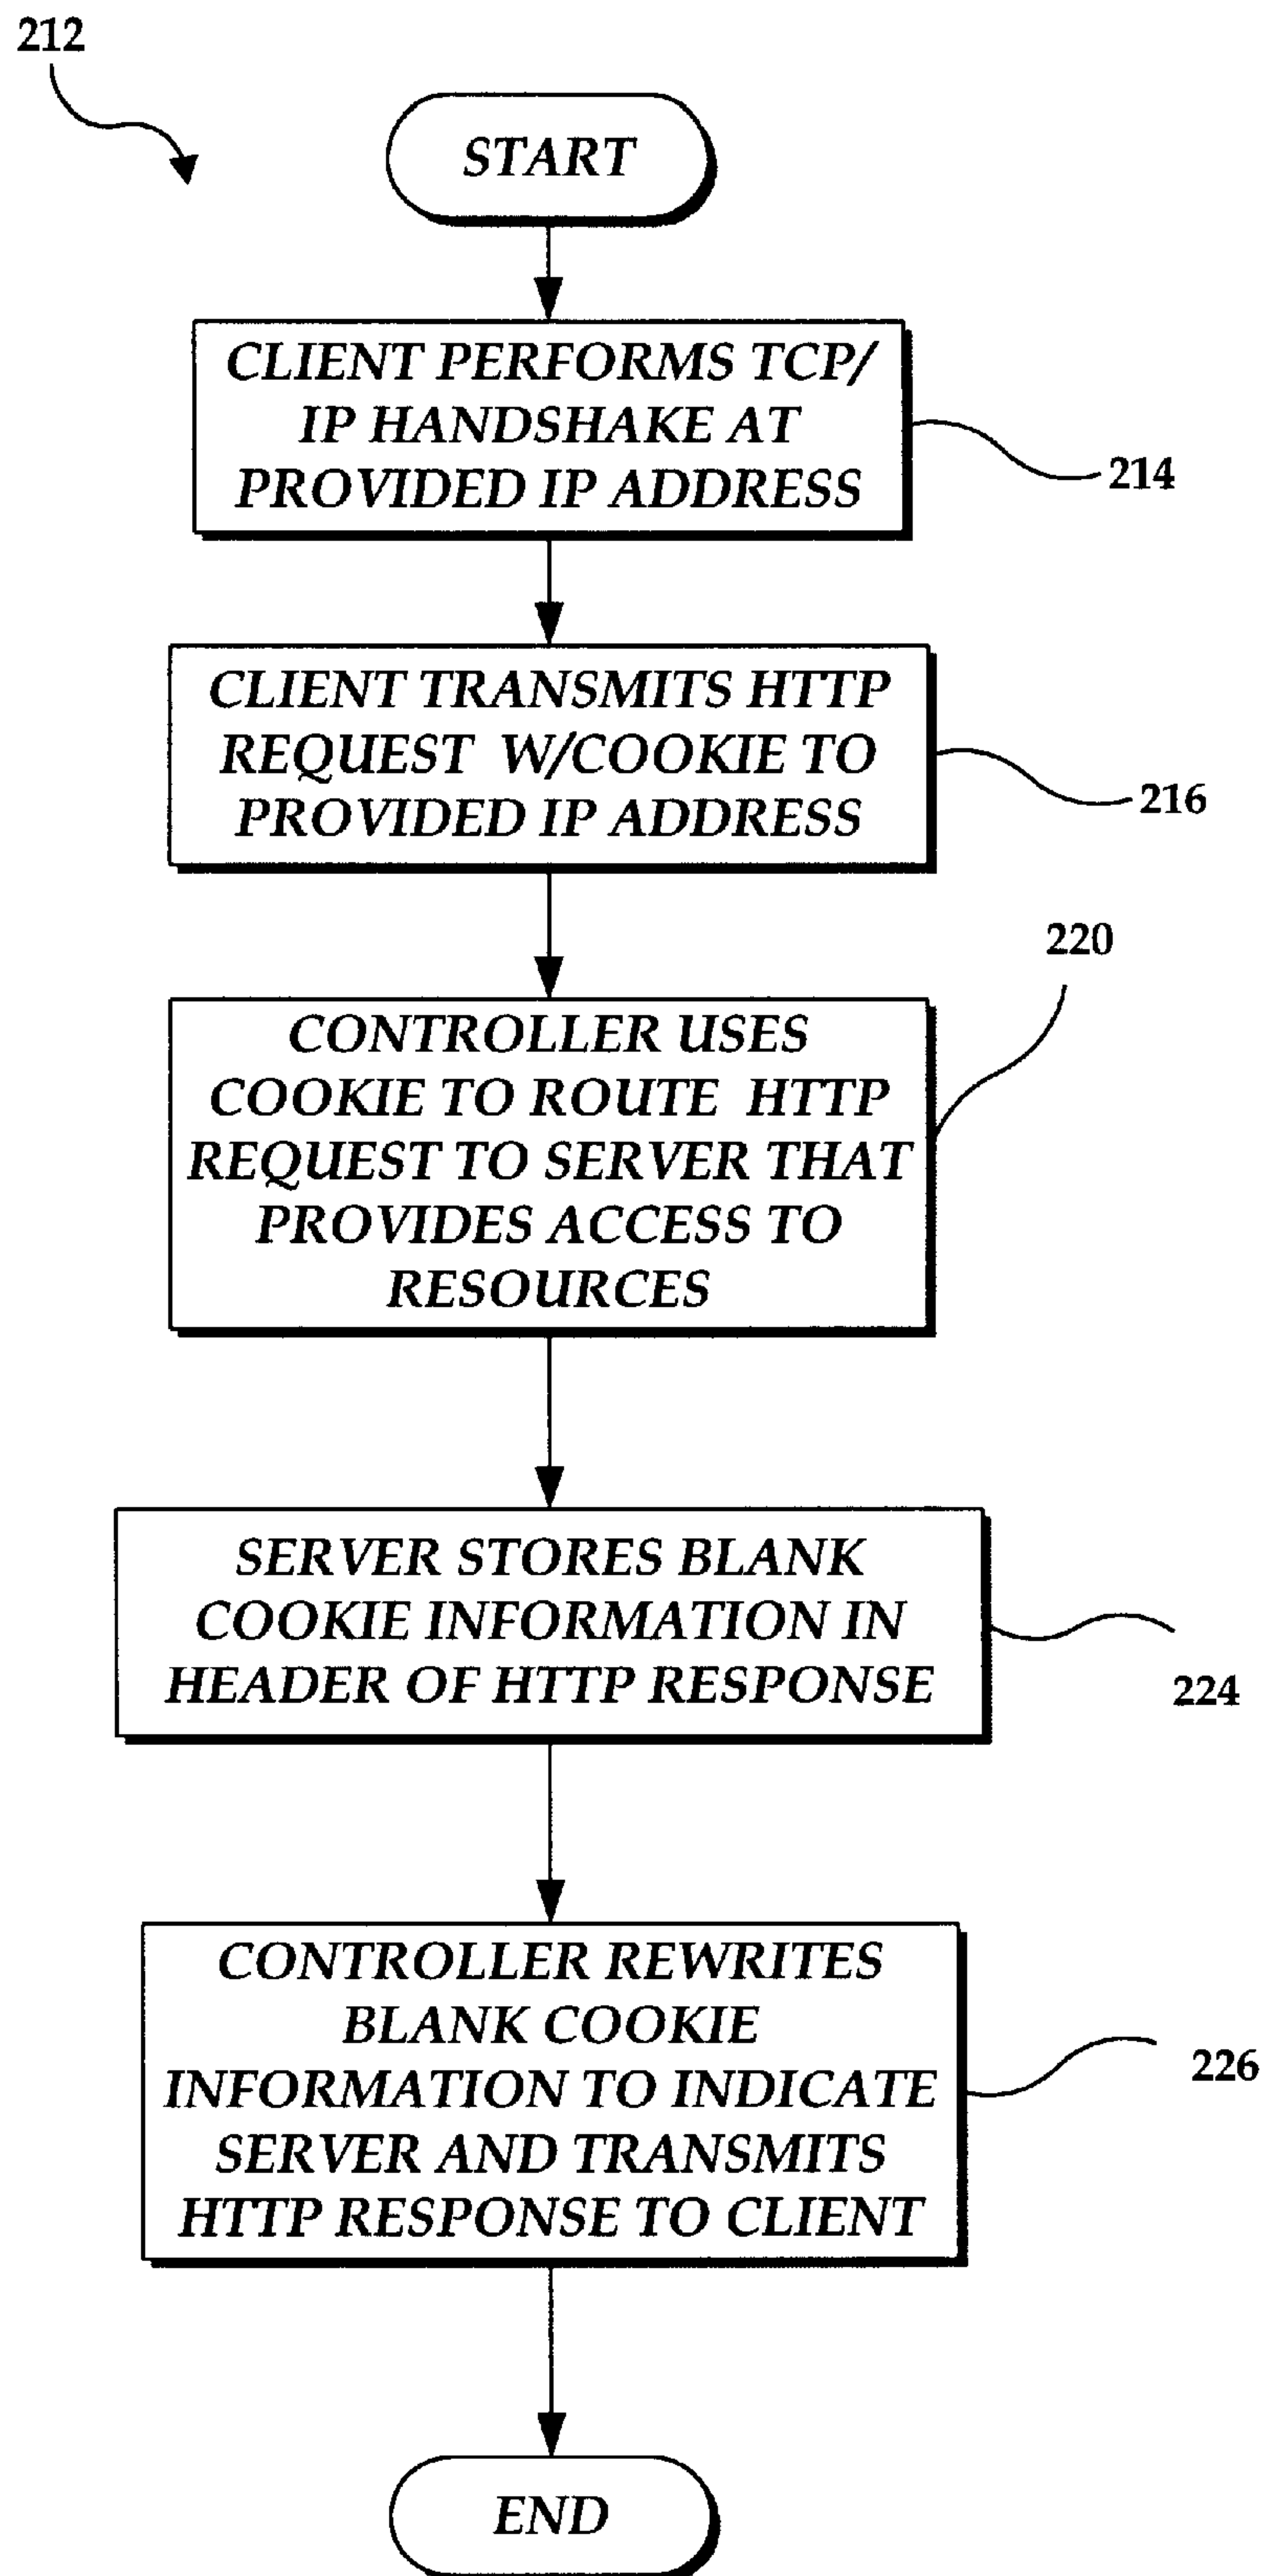 212
START
CLIENT PERFORMS TCP/
IP HANDSHAKE AT
PROVIDED IP ADDRESS
214
CLIENT TRANSMITS HTTP
REQUEST W/COOKIE TO
PROVIDED IP ADDRESS
216
220
CONTROLLER USES
COOKIE TO ROUTE HTTP
REQUEST TO SERVER THAT
PROVIDES ACCESS TO
RESOURCES
SERVER STORES BLANK
COOKIE INFORMATION IN
HEADER OF HTTP RESPONSE
224
CONTROLLER REWRITES
BLANK COOKIE
INFORMATION TO INDICATE
SERVER AND TRANSMITS
HTTP RESPONSE TO CLIENT
226
END